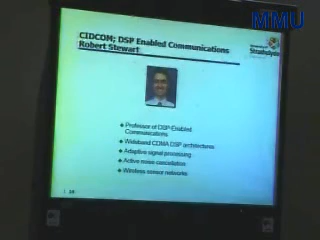 MMU
CIDCOM; DSP Enabled Communications
Robert Stewart
Strathclyde
Professor of DSP-Enabled
Communications
Wideband CDMA DSP architectures
Adaptive signal processing
Active noise cancellation
Wireless sensor networks